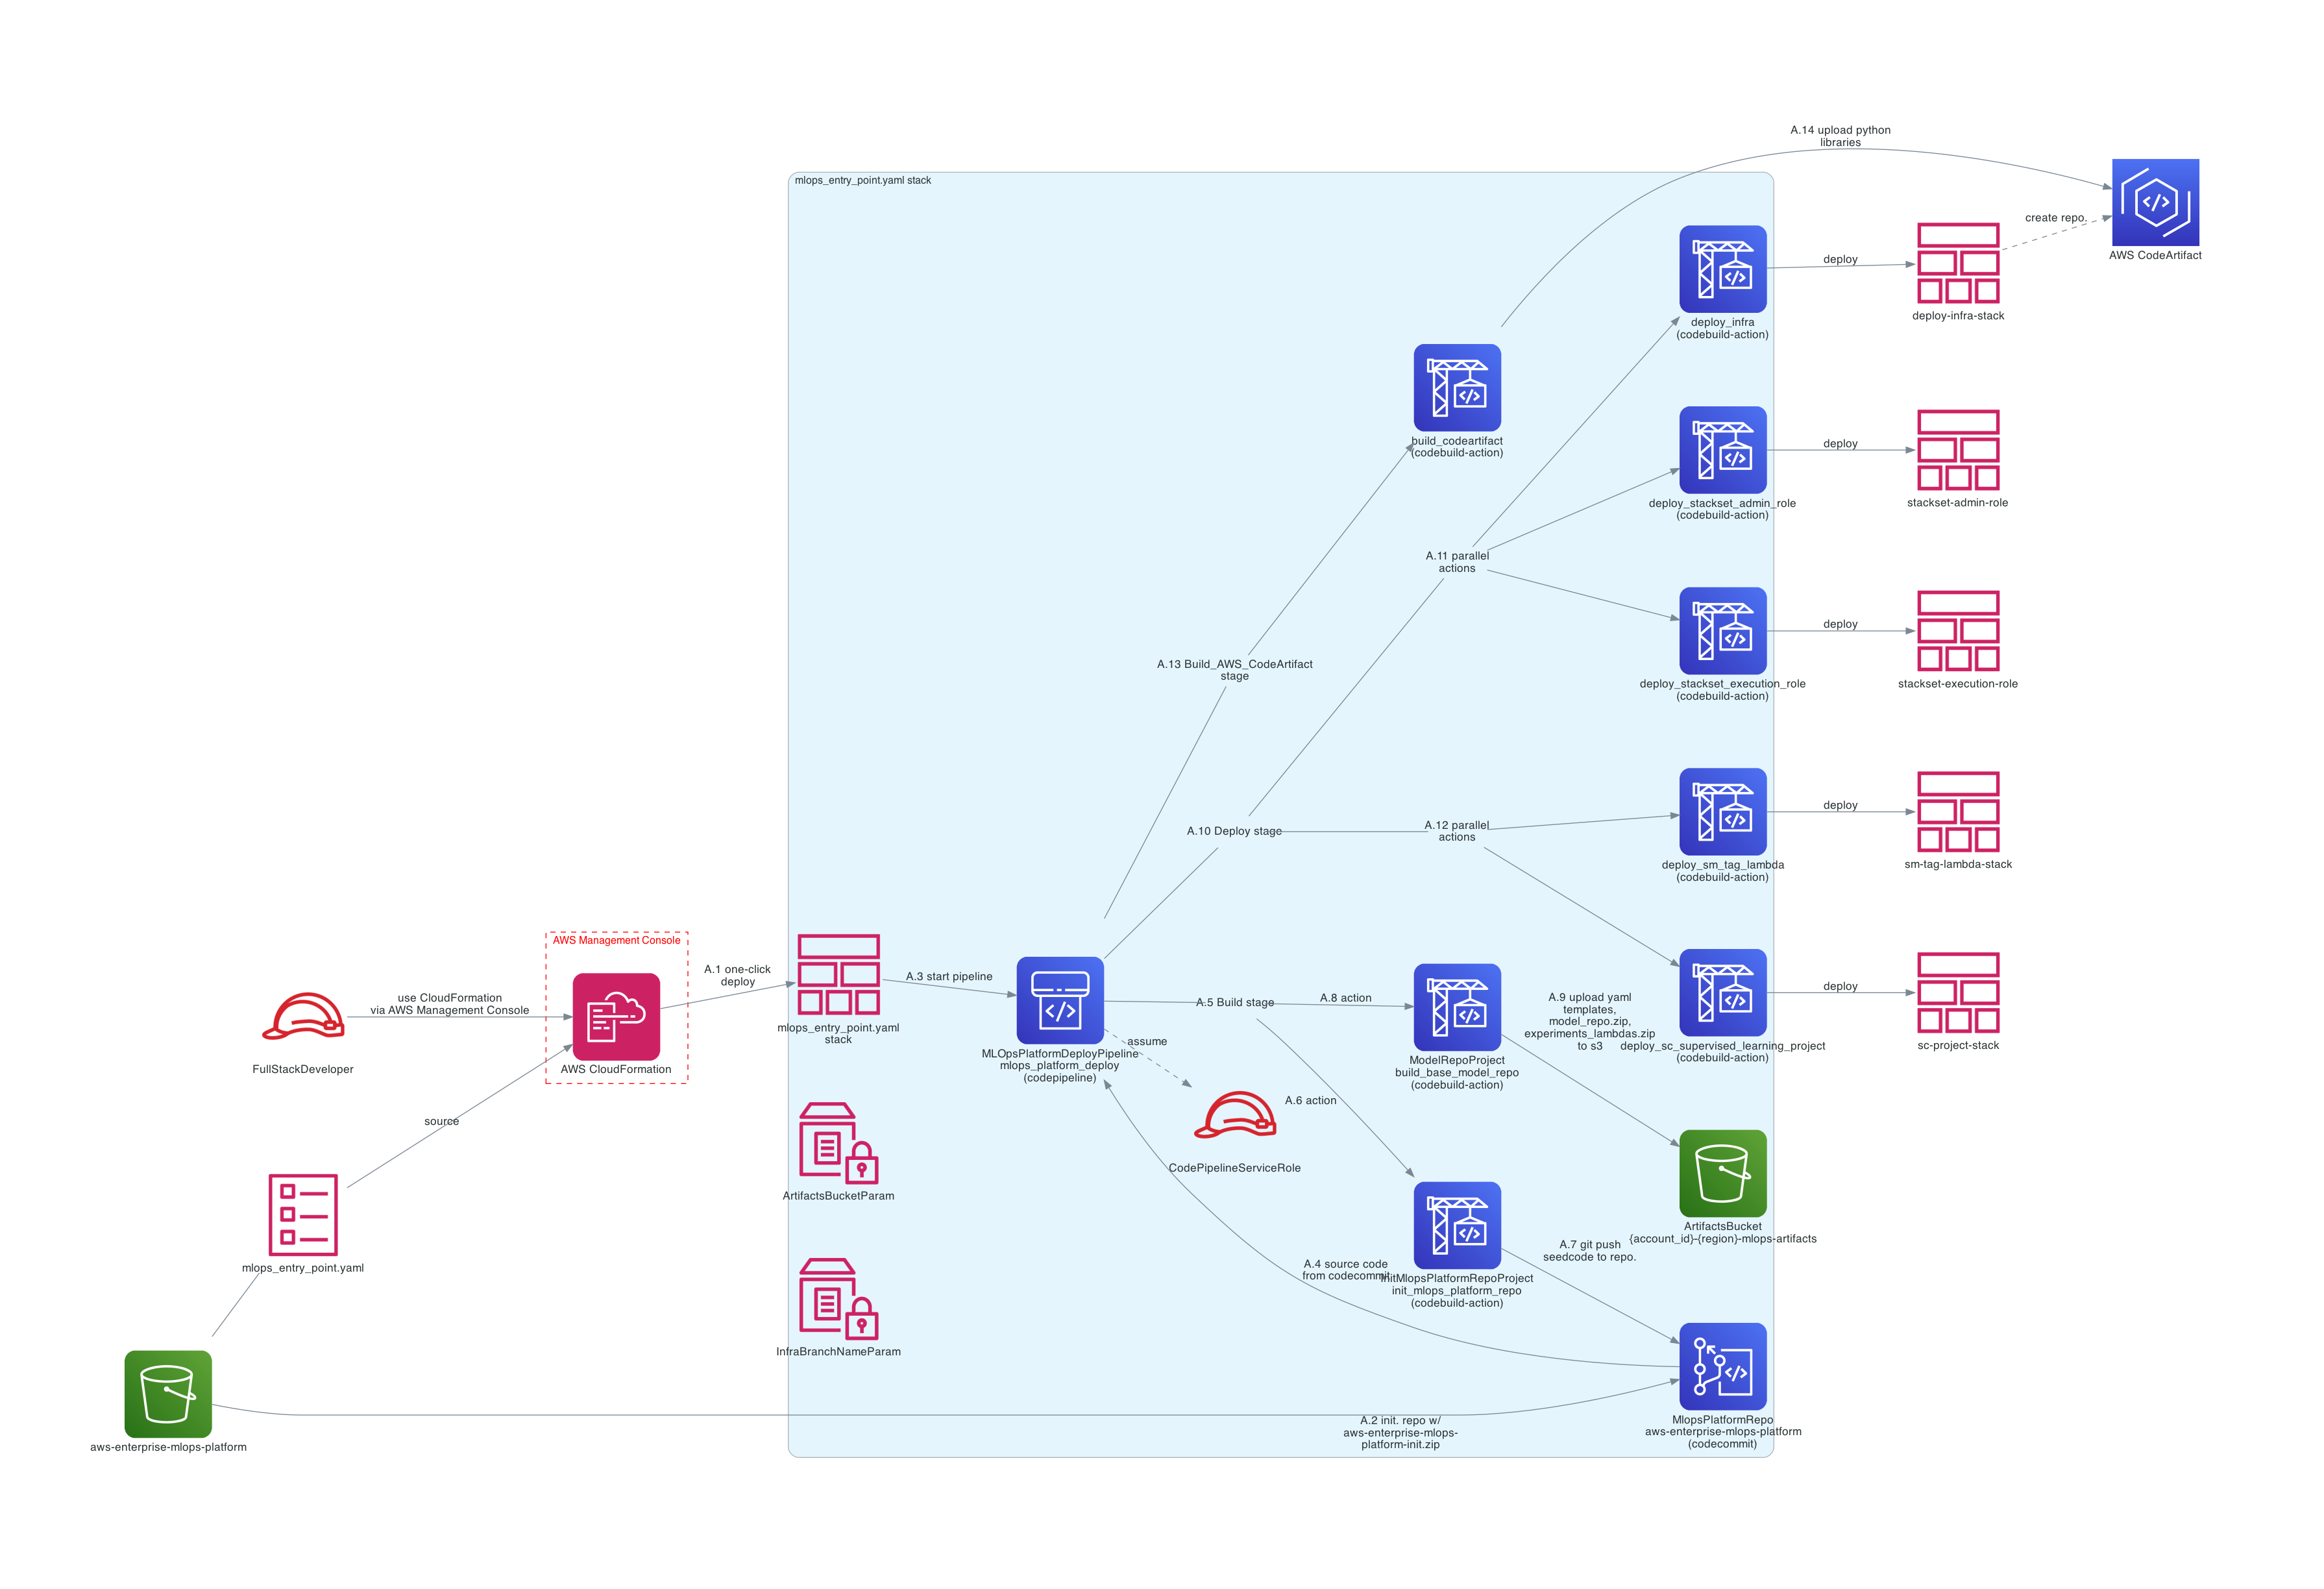 A.14 upload python
libraries
mlops_entry_point.yaml stack
create repo.
AWS CodeArtifact
deploy
deploy-infra-stack
deploy_infra
(codebuild-action)
build_codeartifact
(codebuild-action)
deploy
stackset-admin-role
deploy_stackset_admin_role
(codebuild-action)
A.11 parallel
actions
deploy
stackset-execution-role
deploy_stackset_execution_role
(codebuild-action)
A.13 Build_AWS_CodeArtifact
stage
deploy
A.10 Deploy stage
A.12 parallel
actions
sm-tag-lambda-stack
deploy_sm_tag_lambda
(codebuild-action)
AWS Management Console
A.1 one-click
deploy
A.3 start pipeline
use CloudFormation
via AWS Management Console
FullStackDeveloper
AWS CloudFormation
mlops_entry_point.yaml
stack
MLOpsPlatformDeployPipeline
mlops_platform_deploy
(codepipeline)
A.5 Build stage
A.8 action
assume
A.9 upload yaml
templates,
model_repo.zip,
experiments_lambdas.zip
to s3
deploy
sc-project-stack
deploy_sc_supervised_learning_project
(codebuild-action)
ModelRepoProject
build_base_model_repo
(codebuild-action)
A.6 action
source
CodePipelineServiceRole
ArtifactsBucketParam
ArtifactsBucket
{account_id}-{region}-mlops-artifacts
mlops_entry_point.yaml
A.4 source code
from codecommit
InitMlopsPlatformRepoProject
init_mlops_platform_repo
(codebuild-action)
A.7 git push
seedcode to repo.
InfraBranchNameParam
aws-enterprise-mlops-platform
A.2 init. repo w/
aws-enterprise-mlops-
platform-init.zip
MlopsPlatformRepo
aws-enterprise-mlops-platform
(codecommit)